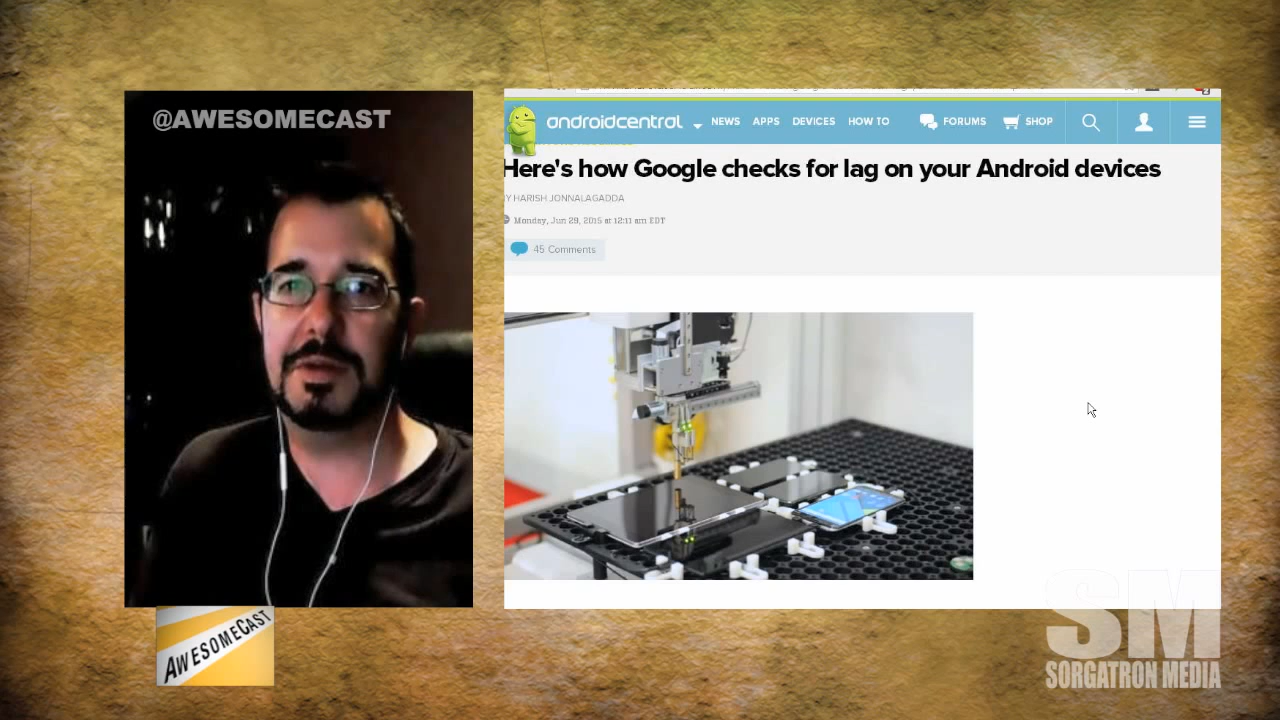 @AWESOMECAST
androidcentral NEWS APPS DEVICES HOW TO FORUMS SHOP
Here's how Google checks for lag on your Android devices
BY HARISH JONNALAGADDA
Monday, Jun 29, 2015 at 12:11 am EDT
45 Comments
AWESOMECAST
SM
SORGATRON MEDIA